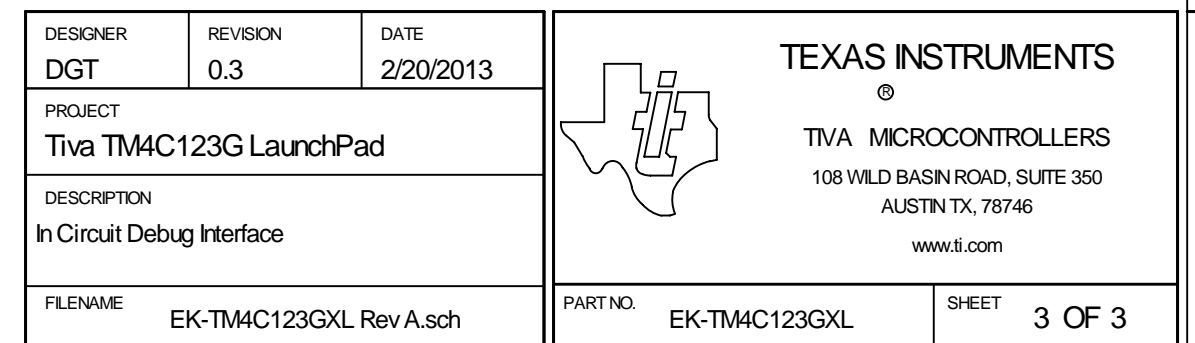 DESIGNER REVISION DATE
DGT 0.3 2/20/2013
PROJECT
Tiva TM4C123G LaunchPad
DESCRIPTION
In Circuit Debug Interface
FILENAME
EK-TM4C123GXL Rev A.sch
TEXAS INSTRUMENTS
®
TIVA MICROCONTROLLERS
108 WILD BASIN ROAD, SUITE 350
AUSTIN TX, 78746
www.ti.com
PART NO.
EK-TM4C123GXL
SHEET
3 OF 3